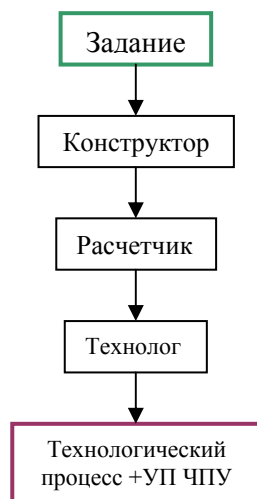 Задание
Конструктор
Расчетчик
Технолог
Технологический
процесс +УП ЧПУ